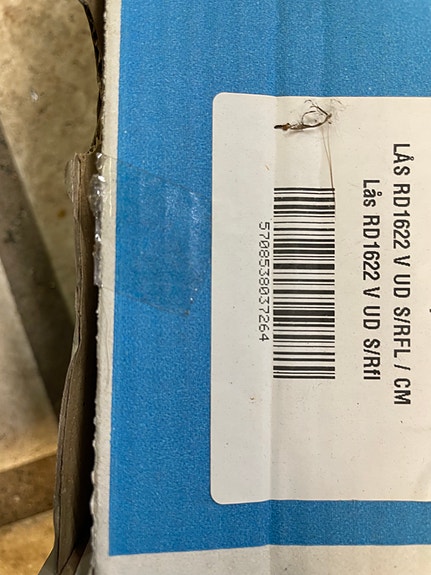 LÅS RD1622 V UD S/RFL / CM
Lås RD1622 V UD S/Rfl
5708538037264